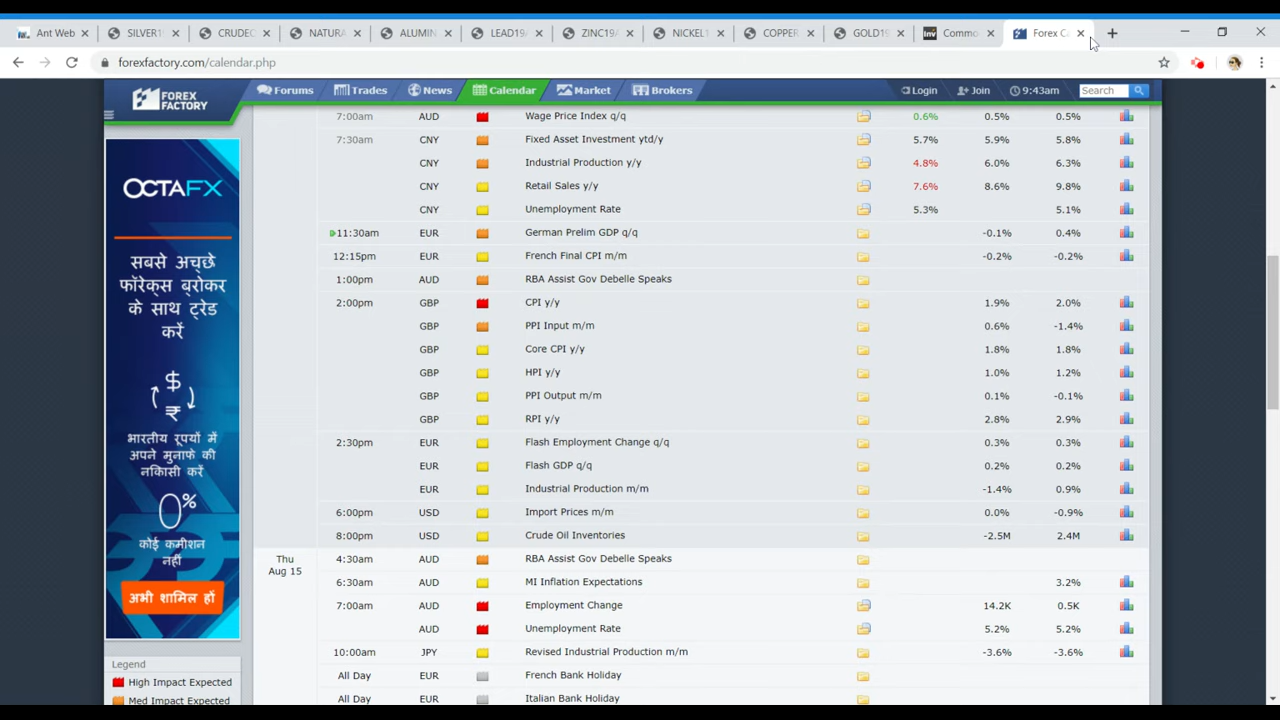 Ant Web
SILVER1
CRUDEC
NATURA
ALUMIN
LEAD19
ZINC19
NICKEL1
COPPER
GOLD19
Inv Commo
Forex C
forexfactory.com/calendar.php
FOREX FACTORY
Forums Trades News Calendar Market Brokers Login Join 9:43am Search
7:00am AUD Wage Price Index q/q 0.6% 0.5% 0.5%
7:30am CNY Fixed Asset Investment ytd/y 5.7% 5.9% 5.8%
CNY Industrial Production y/y 4.8% 6.0% 6.3%
CNY Retail Sales y/y 7.6% 8.6% 9.8%
CNY Unemployment Rate 5.3% 5.1%
11:30am EUR German Prelim GDP q/q -0.1% 0.4%
12:15pm EUR French Final CPI m/m -0.2% -0.2%
1:00pm AUD RBA Assist Gov Debelle Speaks
2:00pm GBP CPI y/y 1.9% 2.0%
GBP PPI Input m/m 0.6% -1.4%
GBP Core CPI y/y 1.8% 1.8%
GBP HPI y/y 1.0% 1.2%
GBP PPI Output m/m 0.1% -0.1%
GBP RPI y/y 2.8% 2.9%
2:30pm EUR Flash Employment Change q/q 0.3% 0.3%
EUR Flash GDP q/q 0.2% 0.2%
EUR Industrial Production m/m -1.4% 0.9%
6:00pm USD Import Prices m/m 0.0% -0.9%
8:00pm USD Crude Oil Inventories -2.5M 2.4M
Thu Aug 15
4:30am AUD RBA Assist Gov Debelle Speaks
6:30am AUD MI Inflation Expectations 3.2%
7:00am AUD Employment Change 14.2K 0.5K
AUD Unemployment Rate 5.2% 5.2%
10:00am JPY Revised Industrial Production m/m -3.6% -3.6%
All Day EUR French Bank Holiday
All Day EUR Italian Bank Holiday
OCTAFX
सबसे अच्छे
फॉरेक्स ब्रोकर
के साथ ट्रेड
करें
$
₹
भारतीय रूपयों में
अपने मुनाफे की
निकासी करें
0%
कोई कमीशन
नहीं
अभी शामिल हों
Legend
High Impact Expected
Med Impact Expected